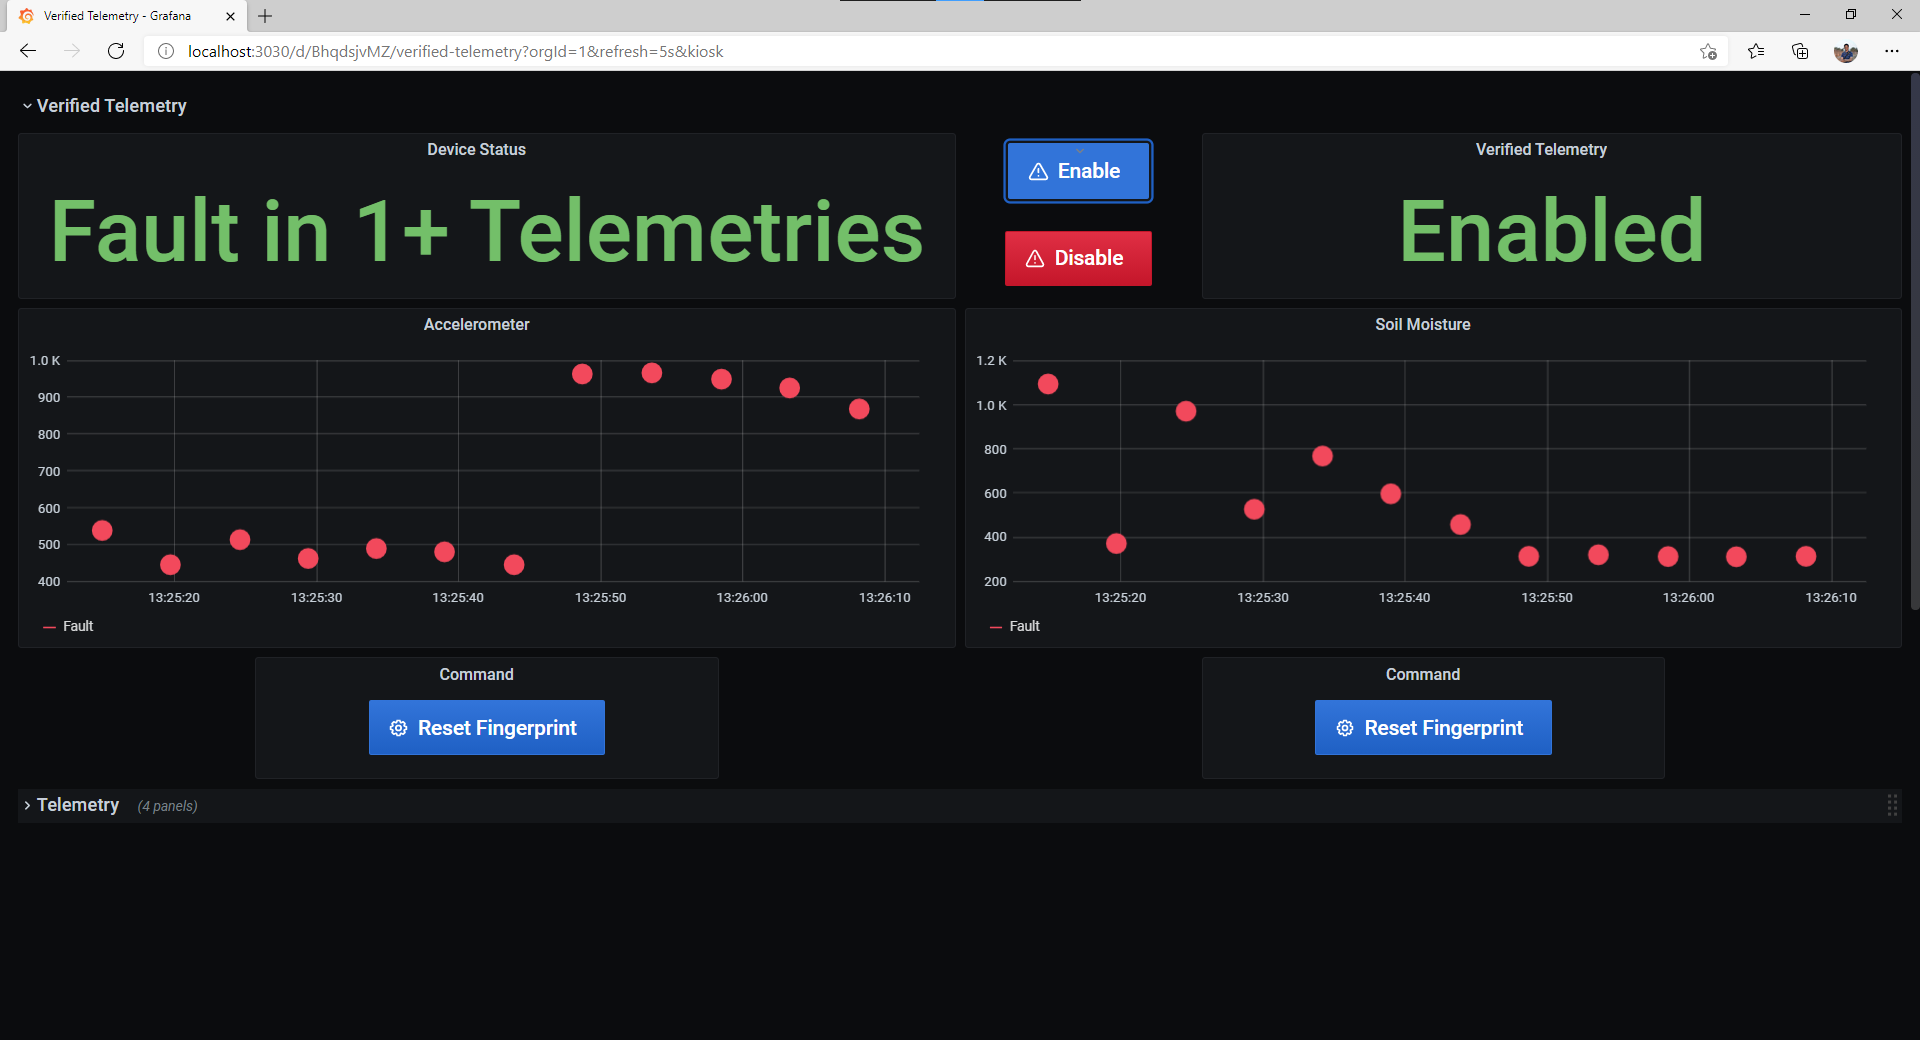 Verified Telemetry - Grafana
localhost:3030/d/BhqdsjvMZ/verified-telemetry?orgId=1&refresh=5s&kiosk
Verified Telemetry
Device Status
Fault in 1+ Telemetries
Enable
Disable
Verified Telemetry
Enabled
Accelerometer
1.0 K
900
800
700
600
500
400
13:25:20 13:25:30 13:25:40 13:25:50 13:26:00 13:26:10
Fault
Soil Moisture
1.2 K
1.0 K
800
600
400
200
13:25:20 13:25:30 13:25:40 13:25:50 13:26:00 13:26:10
Fault
Command
Reset Fingerprint
Command
Reset Fingerprint
Telemetry (4 panels)